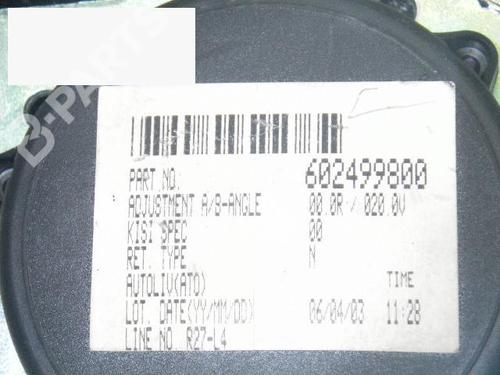 B-PARTS
PART NO. 602499800
ADJUSTMENT A/B-ANGLE 00.0R / 020.0V
KISI SPEC 00
RET. TYPE N
AUTOLIV(ATO) TIME
LOT. DATE(YY/MM/DD) 06/04/03 11:28
LINE NO R27-L4